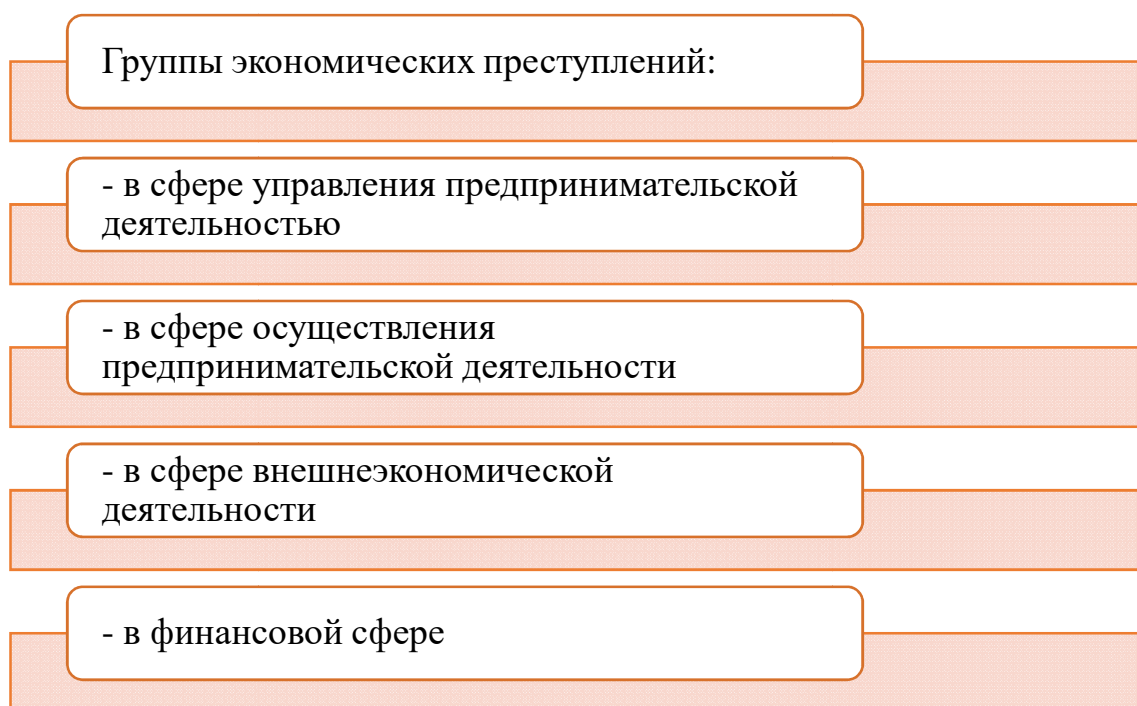 Группы экономических преступлений:
- в сфере управления предпринимательской
деятельностью
- в сфере осуществления
предпринимательской деятельности
- в сфере внешнеэкономической
деятельности
- в финансовой сфере